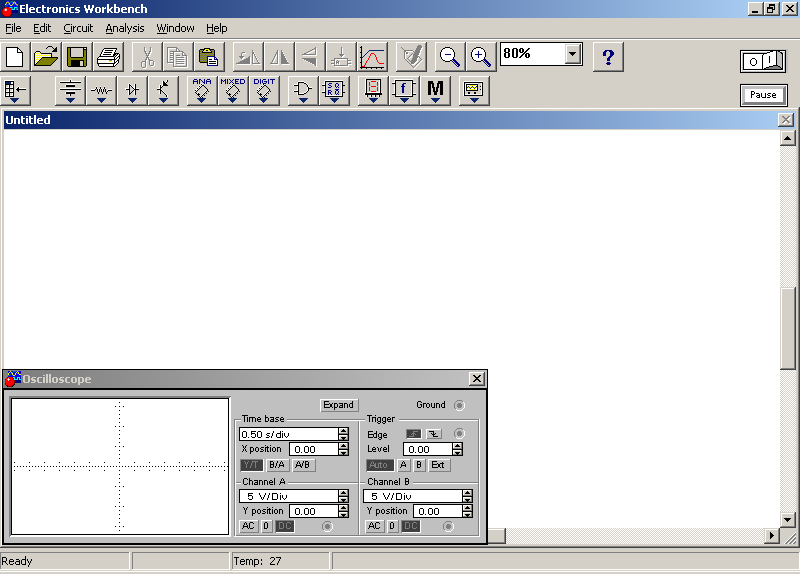 Electronics Workbench
File Edit Circuit Analysis Window Help
80% ?
O I
ANA MIXED DIGIT
f M
Pause
Untitled
Oscilloscope
Expand Ground
Time base Trigger
0.50 s/div Edge
X position 0.00 Level 0.00
Y/T B/A A/B Auto A B Ext
Channel A Channel B
5 V/Div 5 V/Div
Y position 0.00 Y position 0.00
AC 0 DC AC 0 DC
Ready Temp: 27